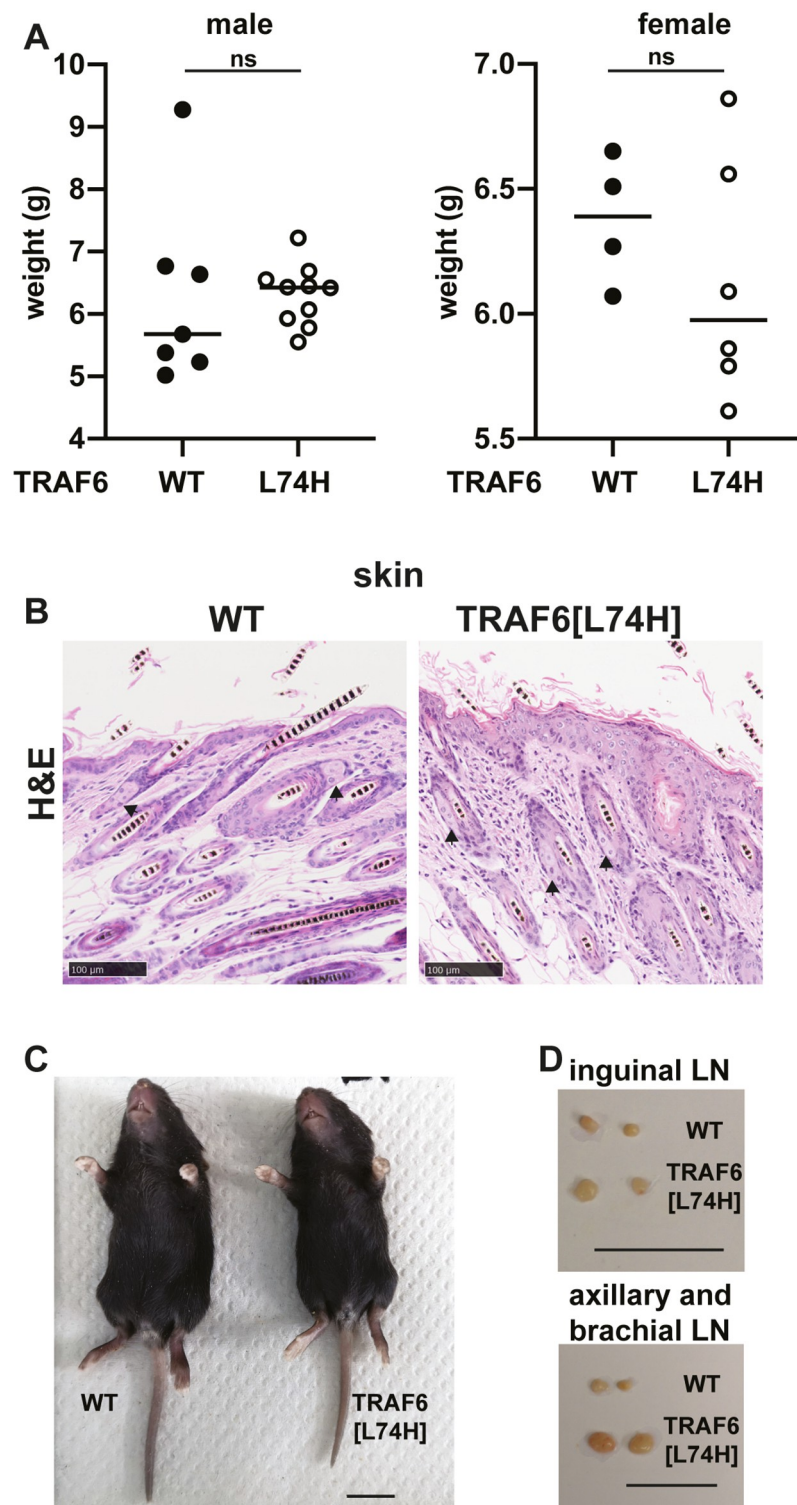 A
male
ns
10
9
8
7
6
5
4
weight (g)
TRAF6 WT L74H
female
ns
7.0
6.5
6.0
5.5
weight (g)
TRAF6 WT L74H
skin
B
WT
TRAF6[L74H]
H&E
100 µm
100 µm
C
WT
TRAF6
[L74H]
D
inguinal LN
WT
TRAF6
[L74H]
axillary and
brachial LN
WT
TRAF6
[L74H]